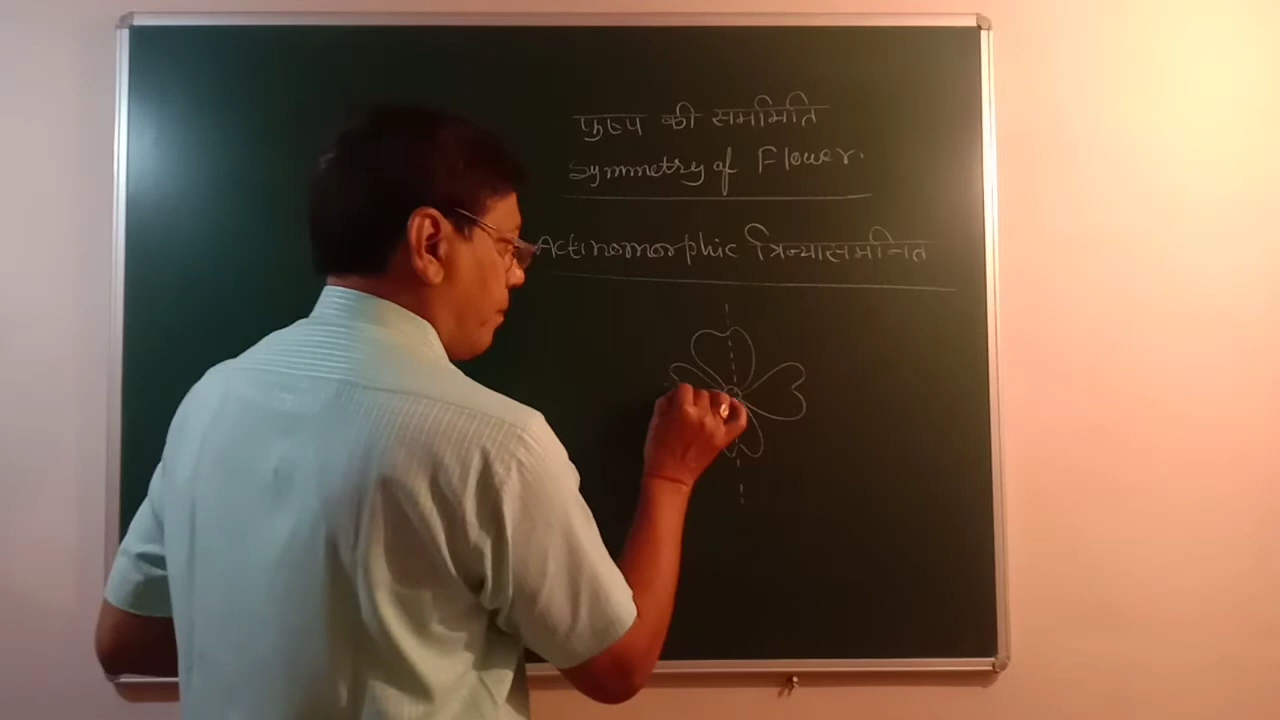 पुष्प की सममिति
Symmetry of Flower.
Actinomorphic त्रिज्यासममित